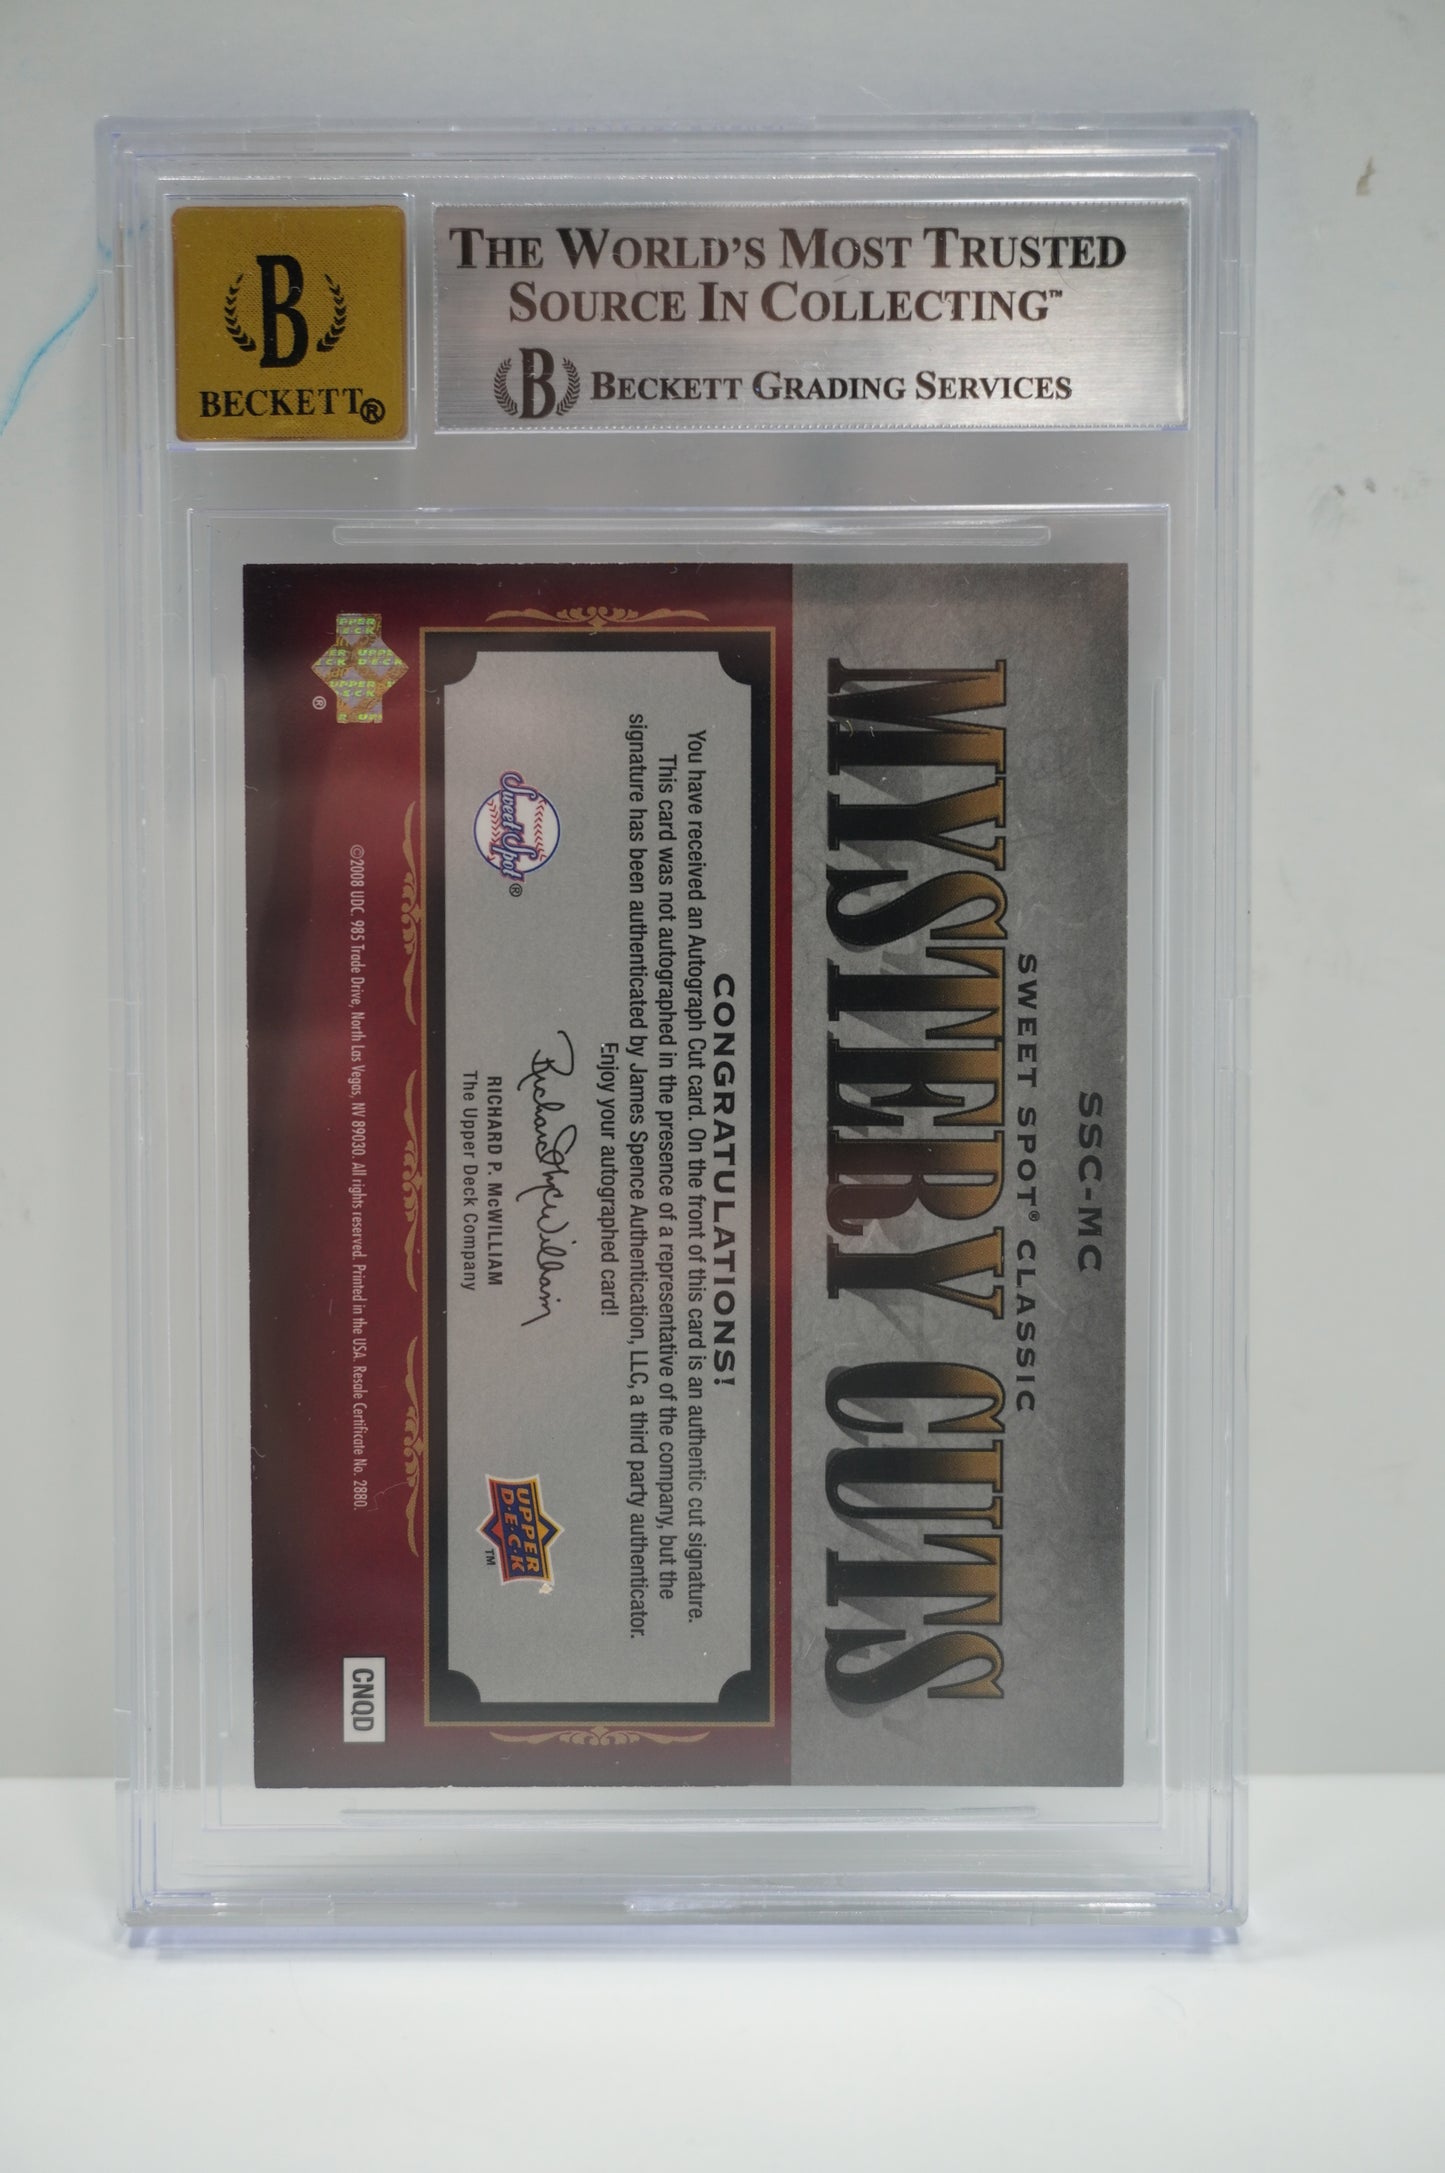 B
BECKETT®
THE WORLD'S MOST TRUSTED
SOURCE IN COLLECTING™
B BECKETT GRADING SERVICES
SSC-MC
SWEET SPOT® CLASSIC
MYSTERY CUTS
CONGRATULATIONS!
You have received an Autograph Cut card. On the front of this card is an authentic cut signature.
This card was not autographed in the presence of a representative of the company, but the
signature has been authenticated by James Spence Authentication, LLC, a third party authenticator.
Enjoy your autographed card!
Sweet Spot®
Richard P McWilliam
RICHARD P. McWILLIAM
The Upper Deck Company
UPPER
D•E•C•K
™
©2008 UDC. 985 Trade Drive, North Las Vegas, NV 89030. All rights reserved. Printed in the USA. Resale Certificate No. 2880.
CNQD
®